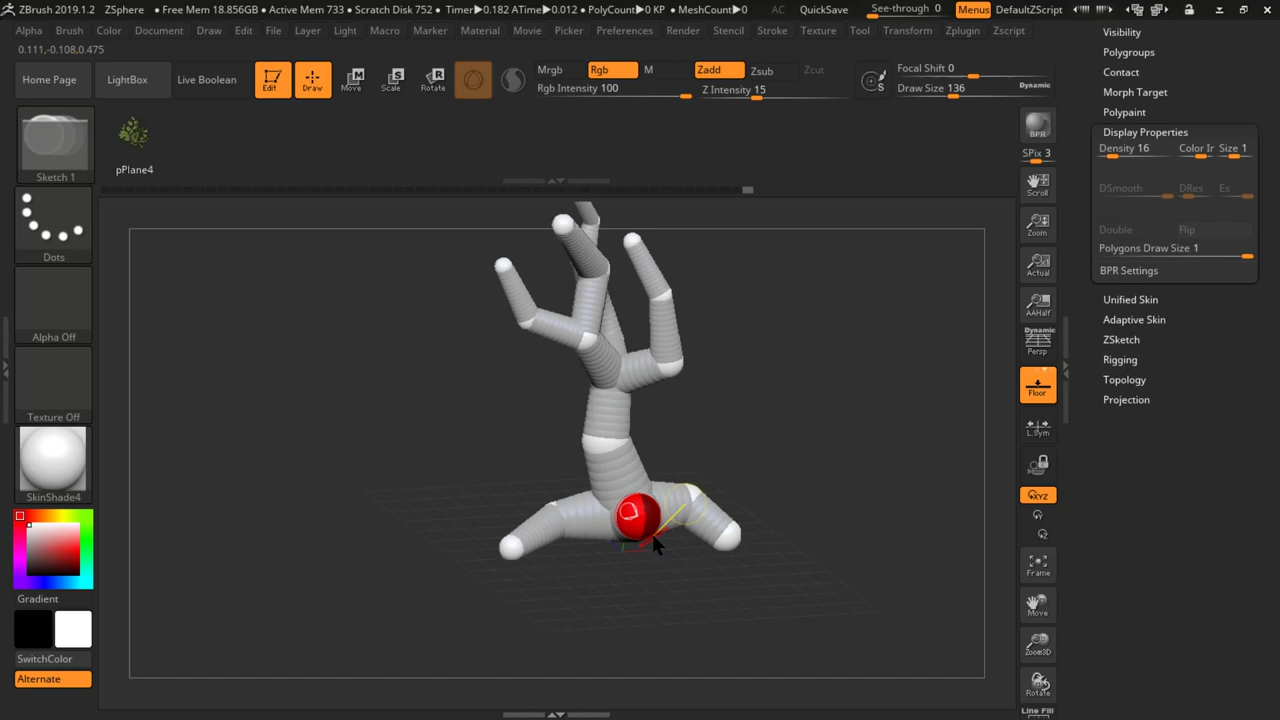 ZBrush 2019.1.2 ZSphere • Free Mem 18.856GB • Active Mem 733 • Scratch Disk 752 • Timer▶0.182 ATime▶0.012 • PolyCount▶0 KP • MeshCount▶0 AC QuickSave See-through 0 Menus DefaultZScript
Alpha Brush Color Document Draw Edit File Layer Light Macro Marker Material Movie Picker Preferences Render Stencil Stroke Texture Tool Transform Zplugin Zscript
0.111,-0.108,0.475
Home Page LightBox Live Boolean Edit Draw Move Scale Rotate
Mrgb Rgb M Zadd Zsub Zcut Focal Shift 0
Rgb Intensity 100 Z Intensity 15 Draw Size 136 Dynamic
Sketch 1
pPlane4
Dots
Alpha Off
Texture Off
SkinShade4
Gradient
SwitchColor
Alternate
BPR
SPix 3
Scroll
Zoom
Actual
AAHalf
Dynamic
Persp
Floor
L.Sym
XYZ
Y
Z
Frame
Move
Zoom3D
Rotate
Line Fill
Visibility
Polygroups
Contact
Morph Target
Polypaint
Display Properties
Density 16 Color Ir Size 1
DSmooth DRes Es
Double Flip
Polygons Draw Size 1
BPR Settings
Unified Skin
Adaptive Skin
ZSketch
Rigging
Topology
Projection